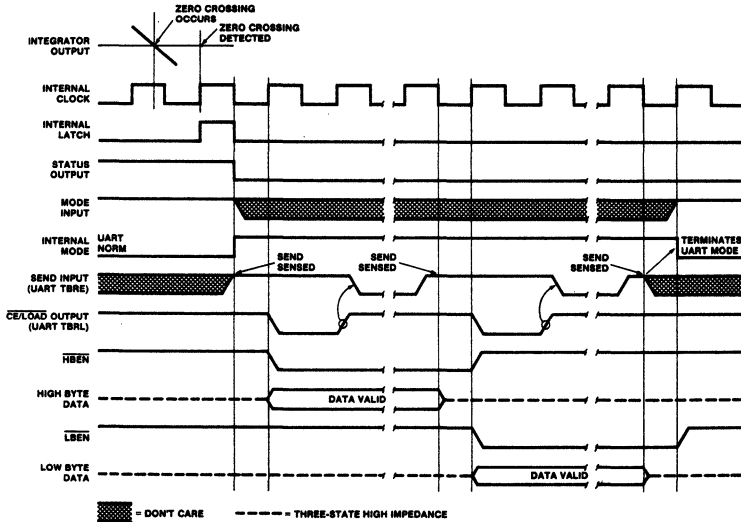 ZERO CROSSING
OCCURS
ZERO CROSSING
DETECTED
INTEGRATOR
OUTPUT
INTERNAL
CLOCK
INTERNAL
LATCH
STATUS
OUTPUT
MODE
INPUT
INTERNAL UART
MODE NORM
TERMINATES
UART MODE
SEND
SENSED
SEND
SENSED
SEND
SENSED
SEND INPUT
(UART TBRE)
CE/LOAD OUTPUT
(UART TBRL)
HBEN
HIGH BYTE
DATA
DATA VALID
LBEN
LOW BYTE
DATA
DATA VALID
= DON'T CARE
= THREE-STATE HIGH IMPEDANCE